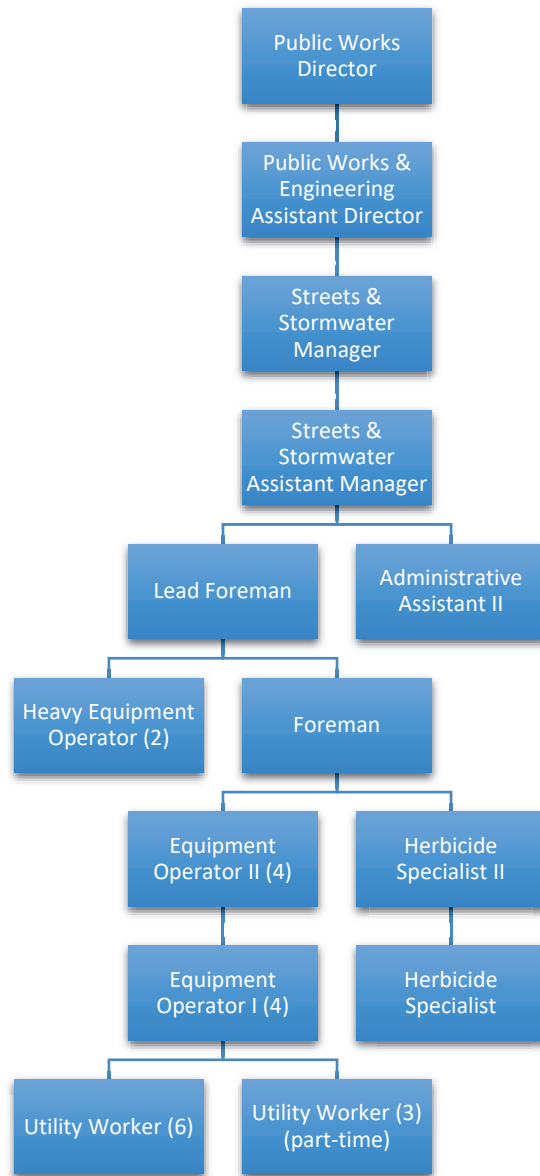 Public Works
Director
Public Works &
Engineering
Assistant Director
Streets &
Stormwater
Manager
Streets &
Stormwater
Assistant Manager
Lead Foreman
Administrative
Assistant II
Heavy Equipment
Operator (2)
Foreman
Equipment
Operator II (4)
Herbicide
Specialist II
Equipment
Operator I (4)
Herbicide
Specialist
Utility Worker (6)
Utility Worker (3)
(part-time)